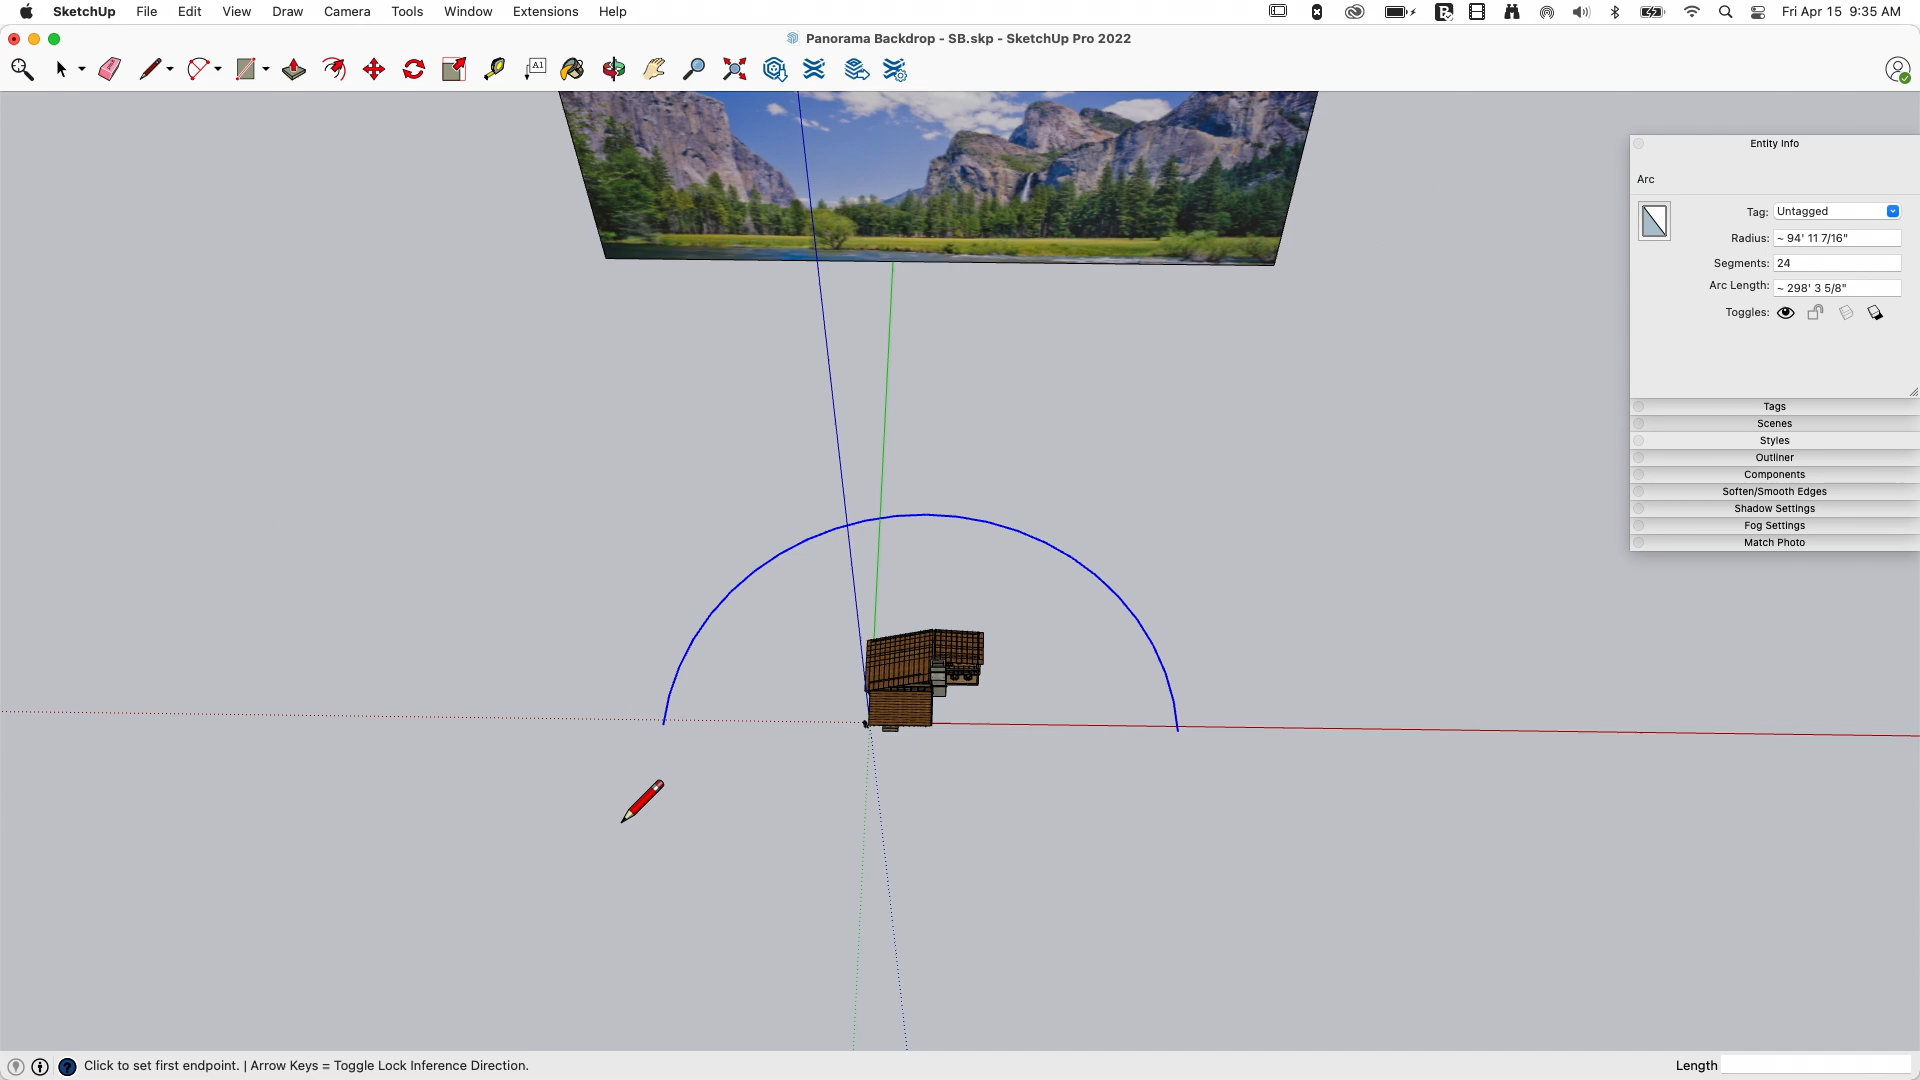 SketchUp File Edit View Draw Camera Tools Window Extensions Help Fri Apr 15 9:35 AM
Panorama Backdrop - SB.skp - SketchUp Pro 2022
A1
Entity Info
Arc
Tag: Untagged
Radius: ~ 94' 11 7/16"
Segments: 24
Arc Length: ~ 298' 3 5/8"
Toggles:
Tags
Scenes
Styles
Outliner
Components
Soften/Smooth Edges
Shadow Settings
Fog Settings
Match Photo
Click to set first endpoint. | Arrow Keys = Toggle Lock Inference Direction. Length